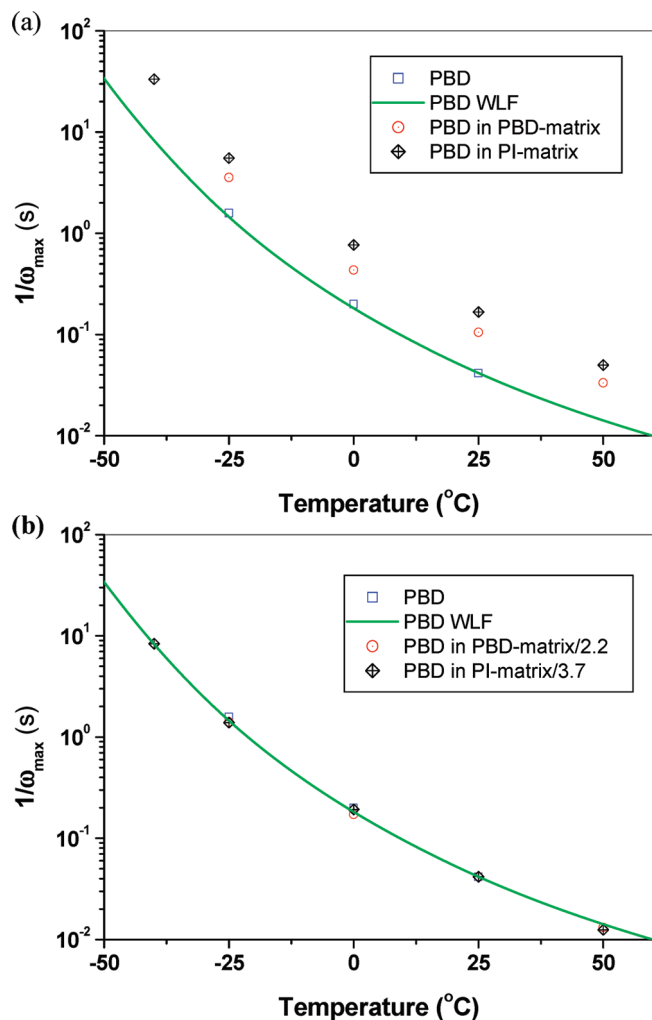 (a)
10²
10¹
10⁰
10⁻¹
10⁻²
1/ω_max (s)
PBD
PBD WLF
PBD in PBD-matrix
PBD in PI-matrix
-50 -25 0 25 50
Temperature (°C)
(b)
10²
10¹
10⁰
10⁻¹
10⁻²
1/ω_max (s)
PBD
PBD WLF
PBD in PBD-matrix/2.2
PBD in PI-matrix/3.7
-50 -25 0 25 50
Temperature (°C)